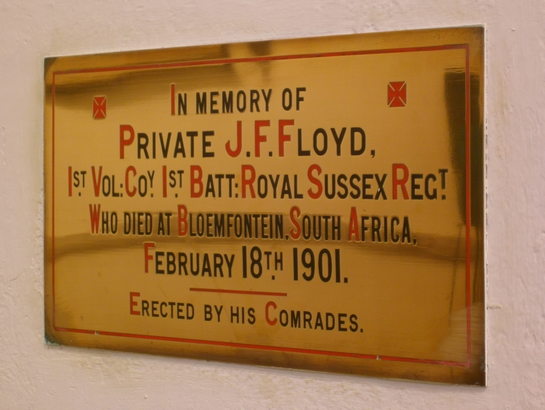 In memory of
Private J.F.Floyd,
1st Vol: Coy. 1st Batt: Royal Sussex Regt.
Who died at Bloemfontein, South Africa,
February 18th 1901.
Erected by his Comrades.